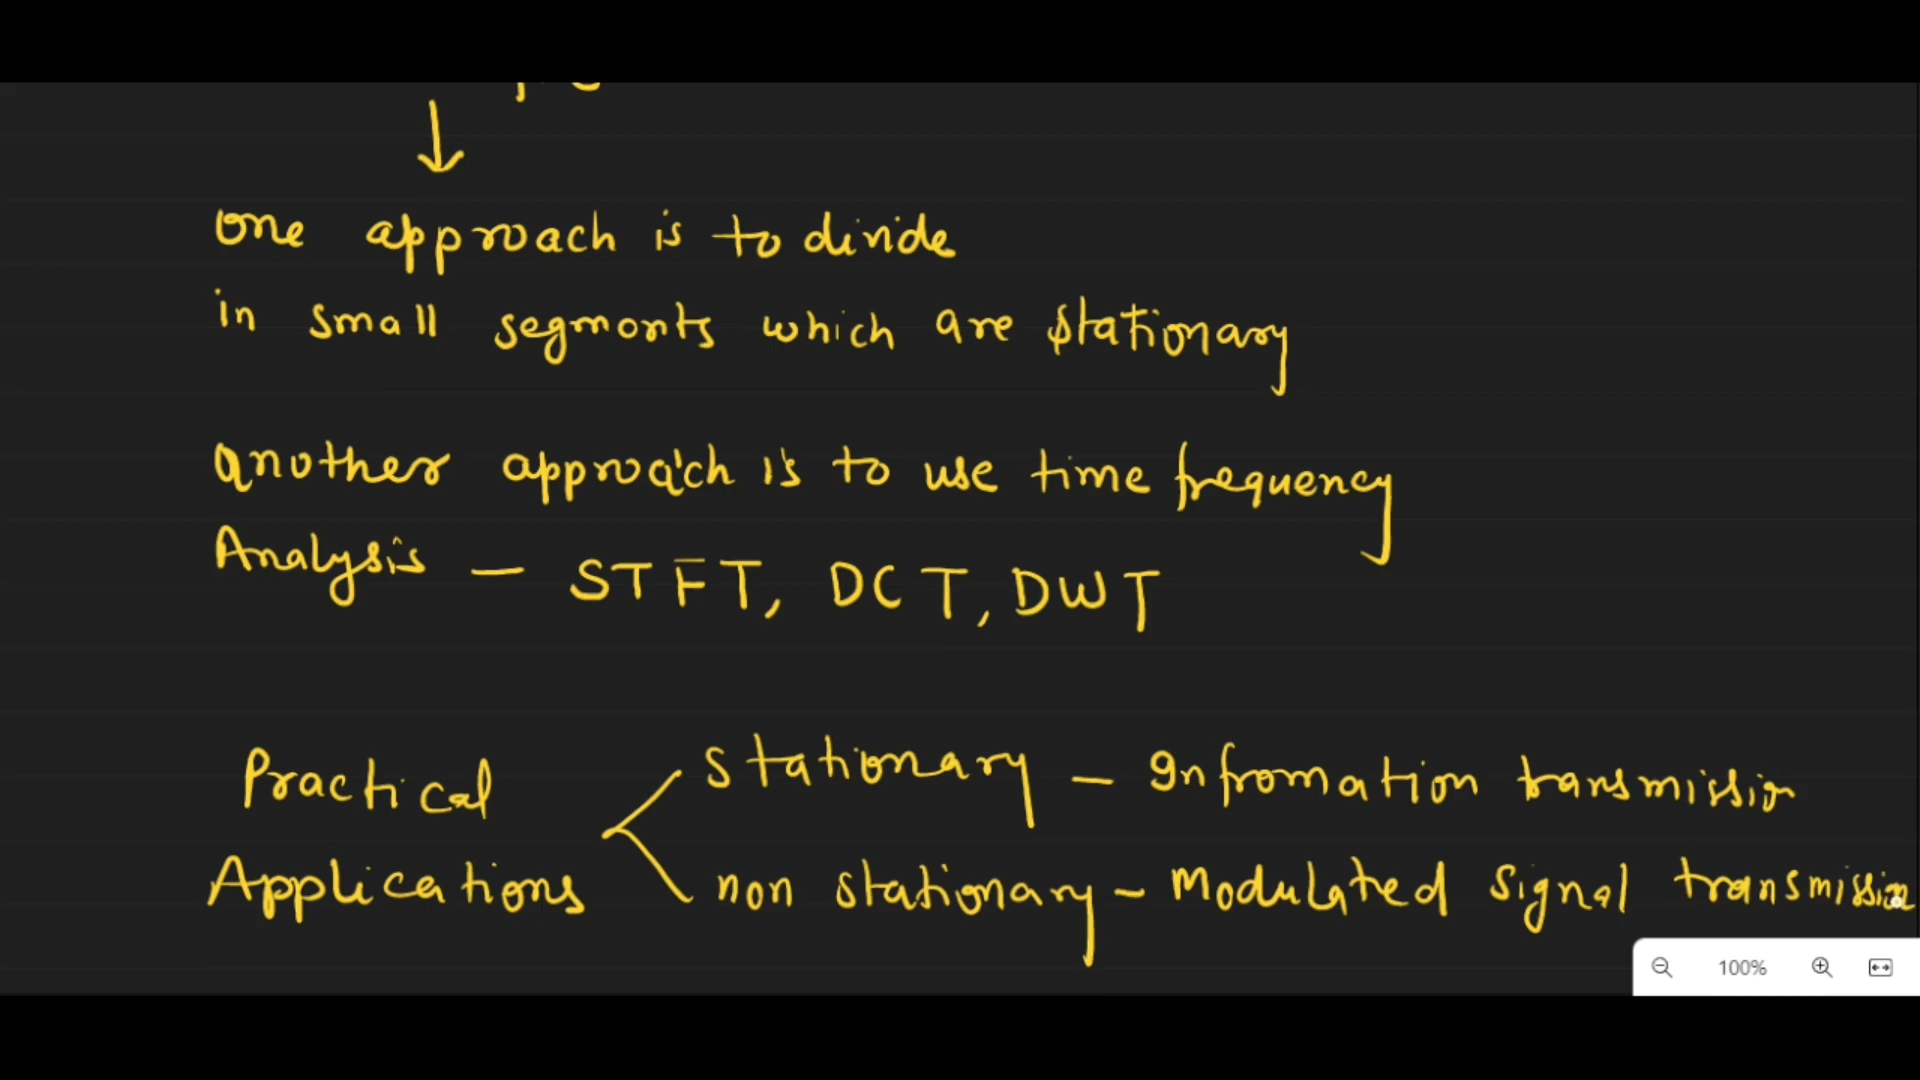 one approach is to divide
in small segments which are stationary
another approach is to use time frequency
Analysis - STFT, DCT, DWT
Practical
Applications
stationary - Infromation transmission
non stationary - Modulated signal transmission
100%